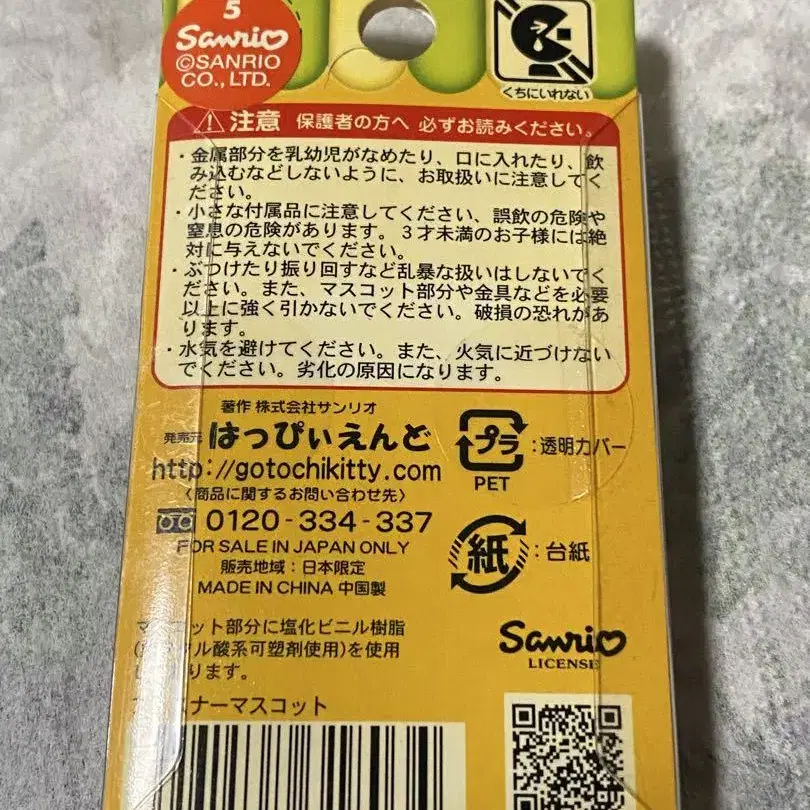 5
Sanrio
©SANRIO
CO., LTD.
くちにいれない
注意 保護者の方へ 必ずお読みください。
・金属部分を乳幼児がなめたり、口に入れたり、飲
み込むなどしないように、お取扱いに注意してく
ださい。
・小さな付属品に注意してください、誤飲の危険や
窒息の危険があります。３才未満のお子様には絶
対に与えないでください。
・ぶつけたり振り回すなど乱暴な扱いはしないでく
ださい。また、マスコット部分や金具などを必要
以上に強く引かないでください。破損の恐れがあ
ります。
・水気を避けてください。また、火気に近づけない
でください。劣化の原因になります。
著作 株式会社サンリオ
発売元 はっぴぃえんど
http://gotochikitty.com
〈商品に関するお問い合わせ先〉
0120-334-337
FOR SALE IN JAPAN ONLY
販売地域：日本限定
MADE IN CHINA 中国製
プラ ：透明カバー
PET
紙 ：台紙
マスコット部分に塩化ビニル樹脂
酸系可塑剤使用)を使用
ります。
ナーマスコット
Sanrio
LICENSE